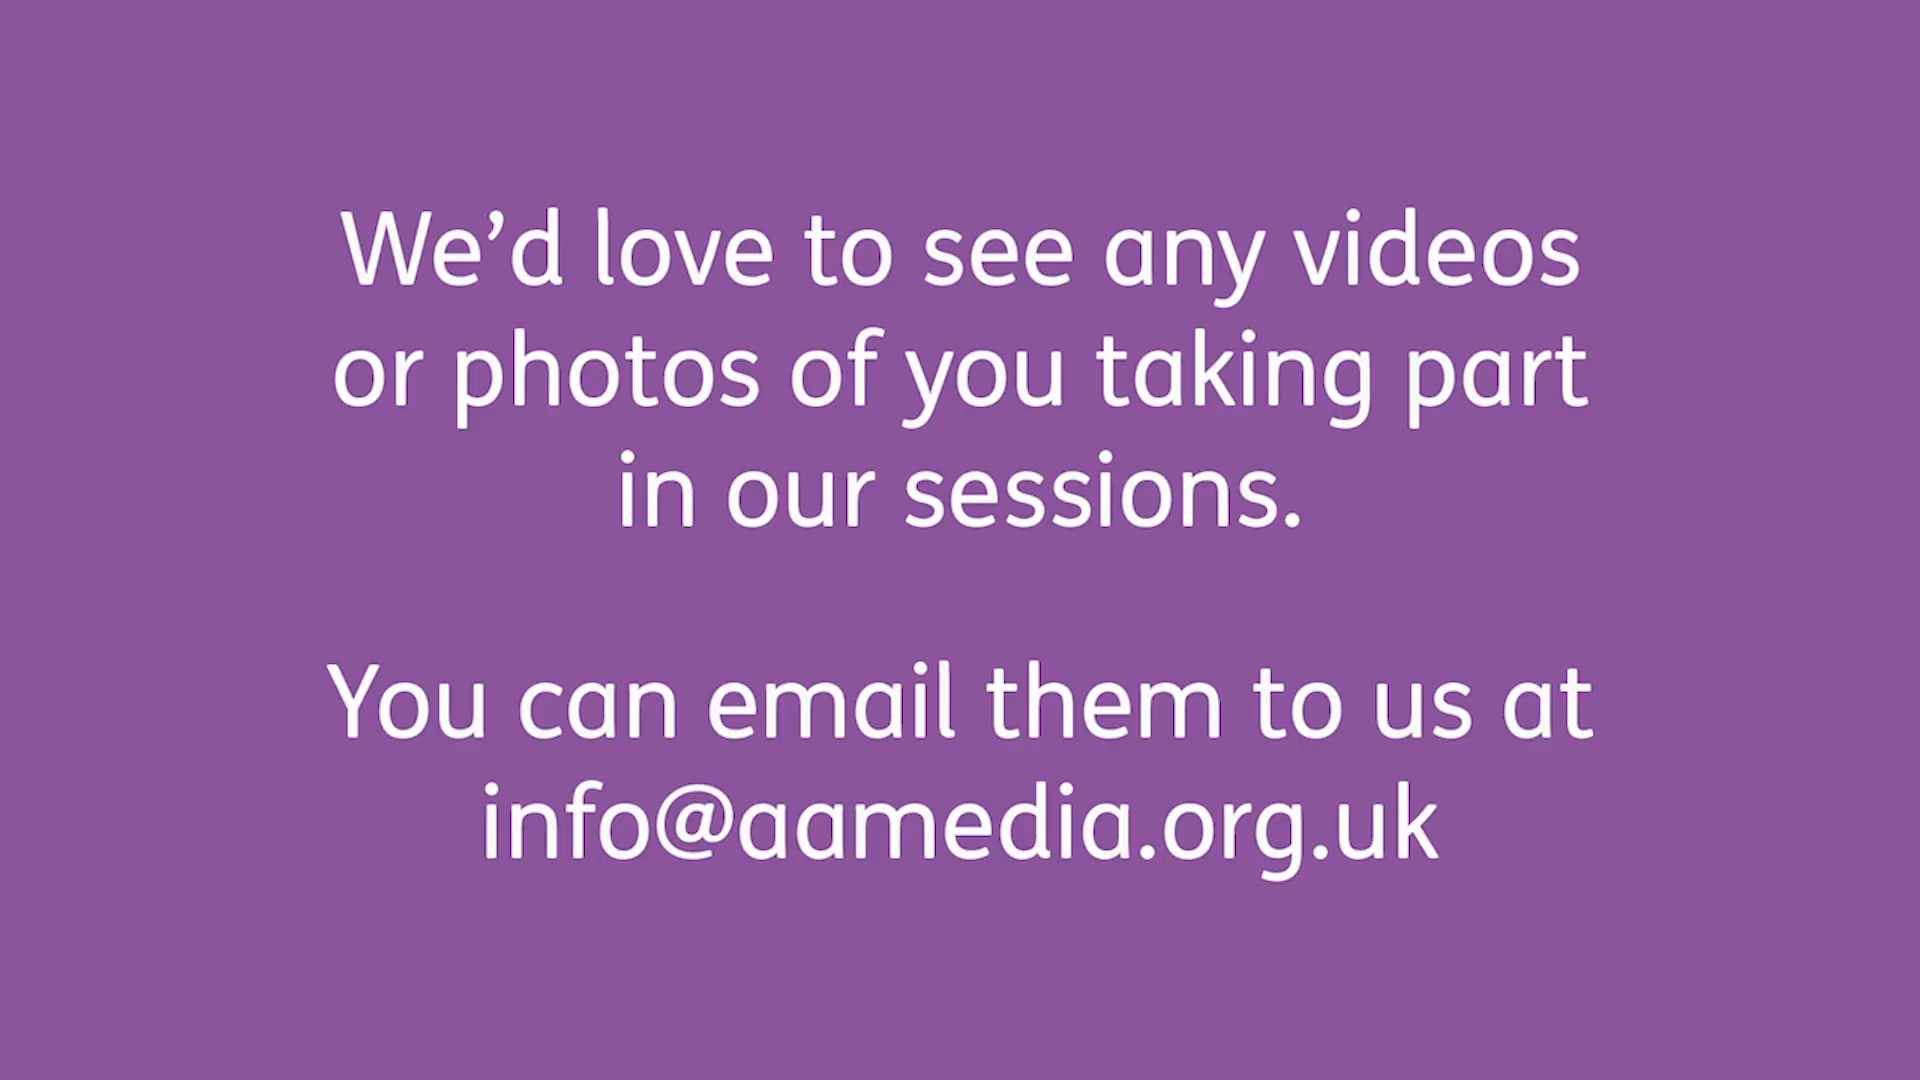 We’d love to see any videos
or photos of you taking part
in our sessions.
You can email them to us at
info@aamedia.org.uk